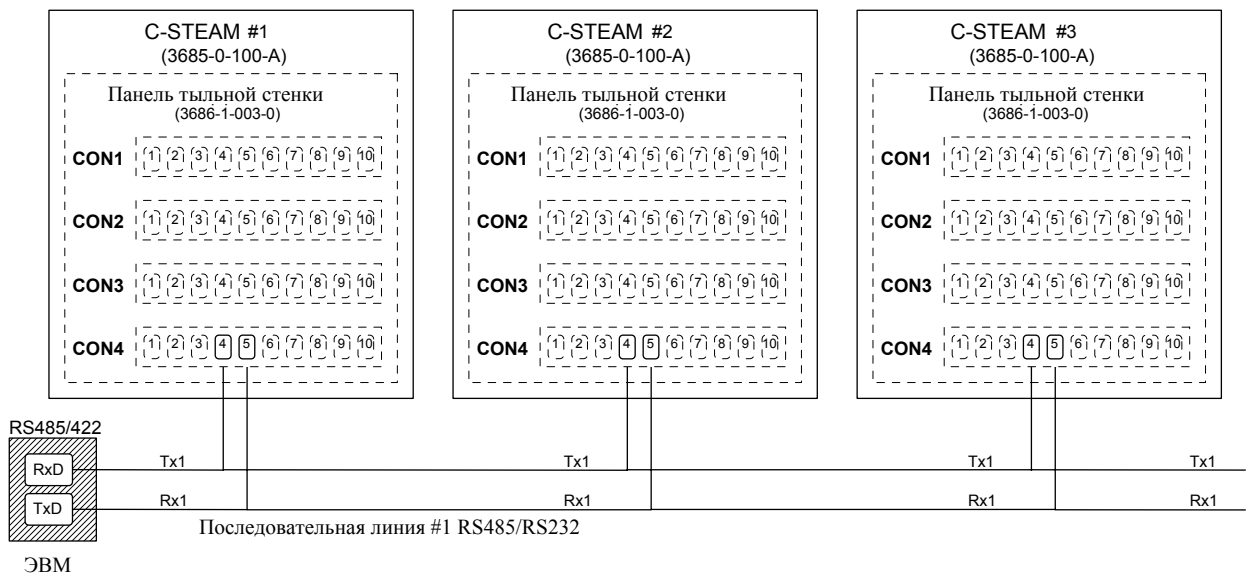 C-STEAM #1
(3685-0-100-A)
Панель тыльной стенки
(3686-1-003-0)
CON1 1 2 3 4 5 6 7 8 9 10
CON2 1 2 3 4 5 6 7 8 9 10
CON3 1 2 3 4 5 6 7 8 9 10
CON4 1 2 3 4 5 6 7 8 9 10
C-STEAM #2
(3685-0-100-A)
Панель тыльной стенки
(3686-1-003-0)
CON1 1 2 3 4 5 6 7 8 9 10
CON2 1 2 3 4 5 6 7 8 9 10
CON3 1 2 3 4 5 6 7 8 9 10
CON4 1 2 3 4 5 6 7 8 9 10
C-STEAM #3
(3685-0-100-A)
Панель тыльной стенки
(3686-1-003-0)
CON1 1 2 3 4 5 6 7 8 9 10
CON2 1 2 3 4 5 6 7 8 9 10
CON3 1 2 3 4 5 6 7 8 9 10
CON4 1 2 3 4 5 6 7 8 9 10
RS485/422
RxD Tx1 Tx1 Tx1 Tx1
TxD Rx1 Rx1 Rx1 Rx1
Последовательная линия #1 RS485/RS232
ЭВМ